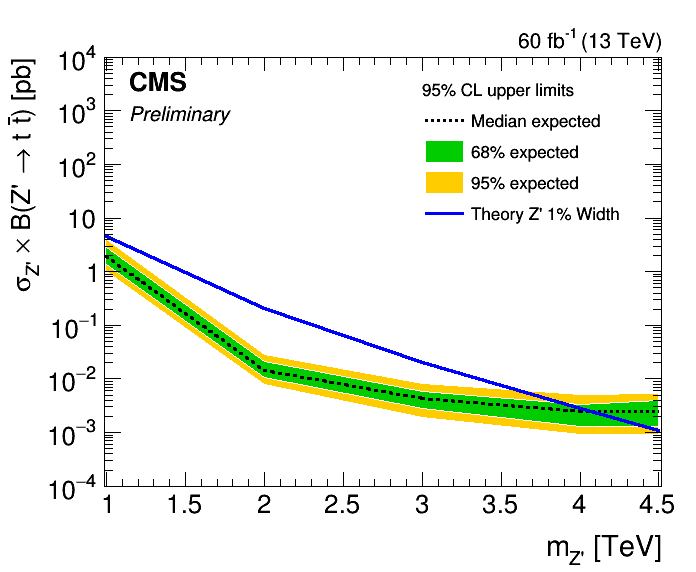 60 fb⁻¹ (13 TeV)
CMS
Preliminary
95% CL upper limits
Median expected
68% expected
95% expected
Theory Z' 1% Width
σ_Z' × B(Z' → t t̄) [pb]
10⁴
10³
10²
10
1
10⁻¹
10⁻²
10⁻³
10⁻⁴
1 1.5 2 2.5 3 3.5 4 4.5
m_Z' [TeV]